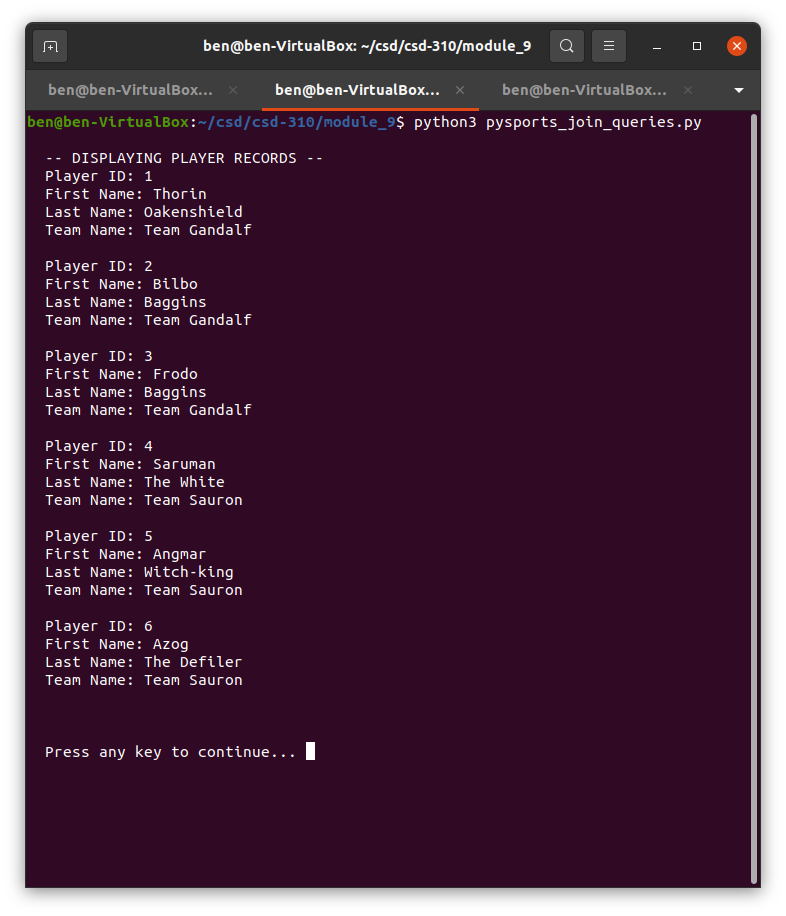 ben@ben-VirtualBox: ~/csd/csd-310/module_9
ben@ben-VirtualBox...
ben@ben-VirtualBox...
ben@ben-VirtualBox...
ben@ben-VirtualBox:~/csd/csd-310/module_9$ python3 pysports_join_queries.py
-- DISPLAYING PLAYER RECORDS --
Player ID: 1
First Name: Thorin
Last Name: Oakenshield
Team Name: Team Gandalf
Player ID: 2
First Name: Bilbo
Last Name: Baggins
Team Name: Team Gandalf
Player ID: 3
First Name: Frodo
Last Name: Baggins
Team Name: Team Gandalf
Player ID: 4
First Name: Saruman
Last Name: The White
Team Name: Team Sauron
Player ID: 5
First Name: Angmar
Last Name: Witch-king
Team Name: Team Sauron
Player ID: 6
First Name: Azog
Last Name: The Defiler
Team Name: Team Sauron
Press any key to continue...